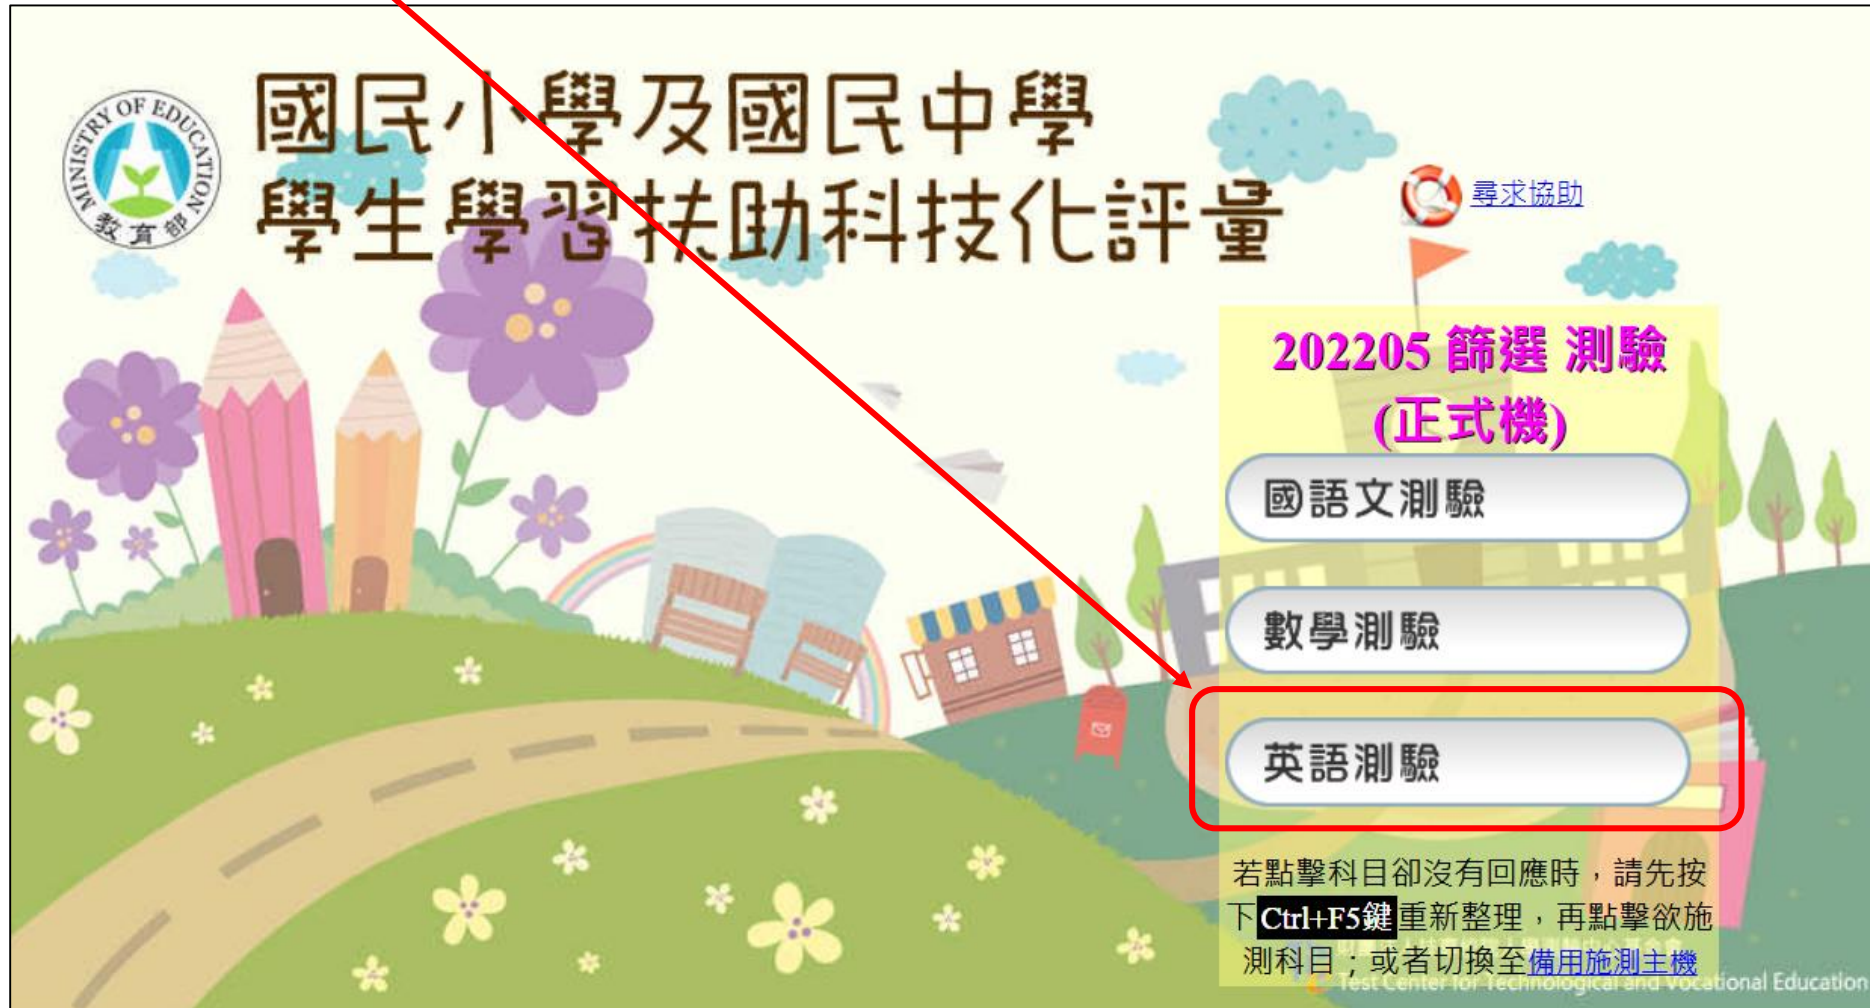 MINISTRY OF EDUCATION
教育部
國民小學及國民中學
學生學習扶助科技化評量
尋求協助
202205 篩選 測驗
(正式機)
國語文測驗
數學測驗
英語測驗
若點擊科目卻沒有回應時，請先按
下Ctrl+F5鍵重新整理，再點擊欲施
測科目；或者切換至備用施測主機
Test Center for Technological and Vocational Education